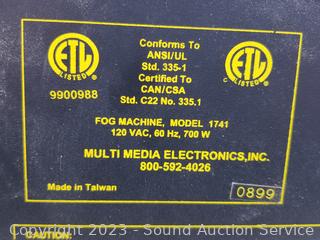 ETL
LISTED
9900988
Conforms To
ANSI/UL
Std. 335-1
Certified To
CAN/CSA
Std. C22 No. 335.1
ETL
LISTED
FOG MACHINE, MODEL 1741
120 VAC, 60 Hz, 700 W
MULTI MEDIA ELECTRONICS,INC.
800-592-4026
Made in Taiwan
0899
CAUTION:
Copyright 2023 - Sound Auction Service